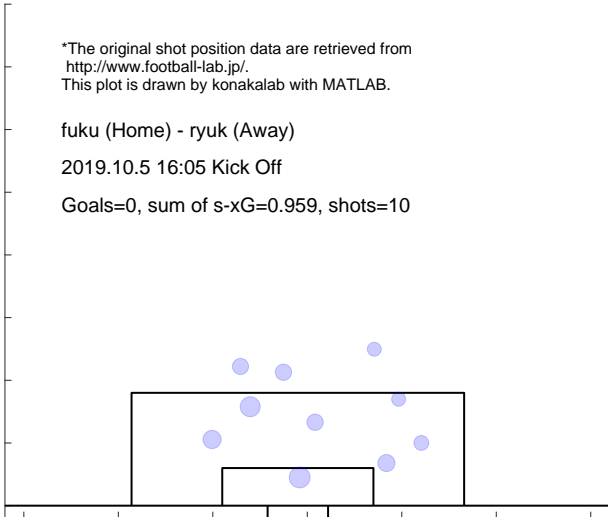 *The original shot position data are retrieved from
http://www.football-lab.jp/.
This plot is drawn by konakalab with MATLAB.
fuku (Home) - ryuk (Away)
2019.10.5 16:05 Kick Off
Goals=0, sum of s-xG=0.959, shots=10